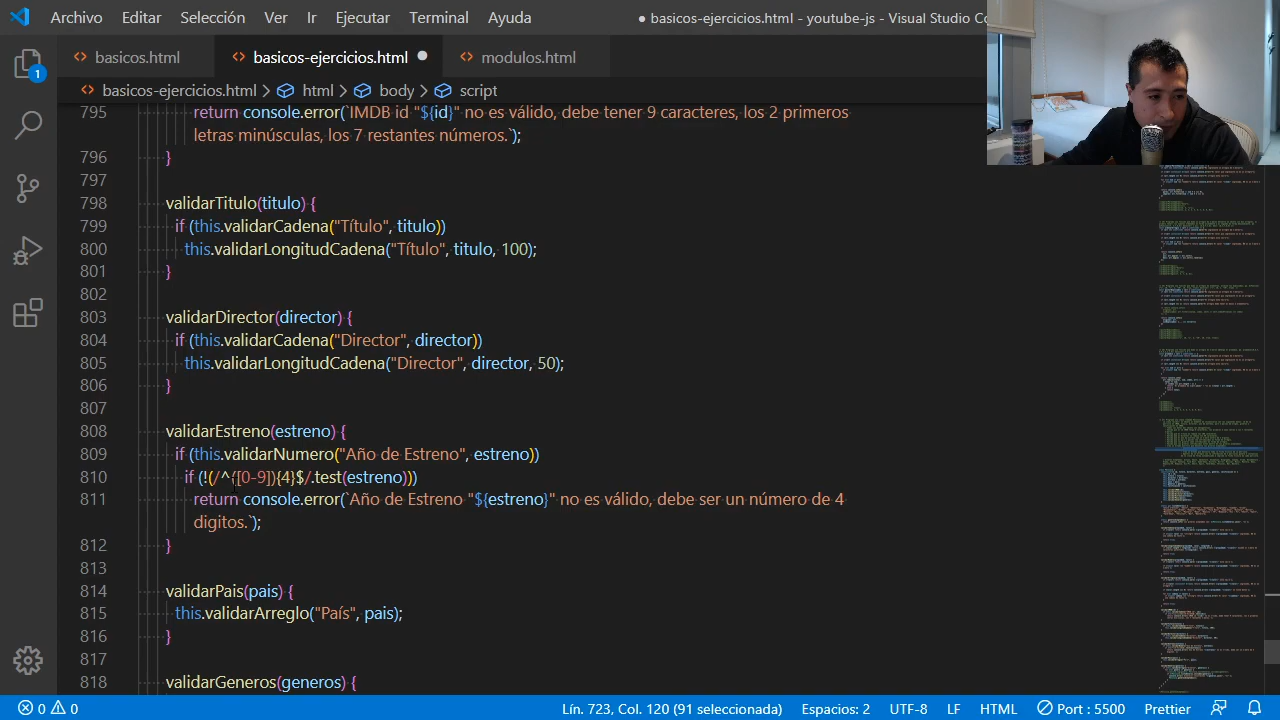 Archivo Editar Selección Ver Ir Ejecutar Terminal Ayuda ● basicos-ejercicios.html - youtube-js - Visual Studio Co
basicos.html basicos-ejercicios.html ● modulos.html
basicos-ejercicios.html > html > body > script
1
795 return console.error(`IMDB id "${id}" no es válido, debe tener 9 caracteres, los 2 primeros
letras minúsculas, los 7 restantes números.`);
796 }
797
798 validarTitulo(titulo) {
799 if (this.validarCadena("Título", titulo))
800 this.validarLongitudCadena("Título", titulo, 100);
801 }
802
803 validarDirector(director) {
804 if (this.validarCadena("Director", director))
805 this.validarLongitudCadena("Director", director, 50);
806 }
807
808 validarEstreno(estreno) {
809 if (this.validarNumero("Año de Estreno", estreno))
810 if (!(/^([0-9]){4}$/.test(estreno)))
811 return console.error(`Año de Estreno "${estreno}" no es válido, debe ser un número de 4
digitos.`);
812 }
813
814 validarPais(pais) {
815 this.validarArreglo("País", pais);
816 }
817
818 validarGeneros(generos) {
0 0 Lín. 723, Col. 120 (91 seleccionada) Espacios: 2 UTF-8 LF HTML Port : 5500 Prettier